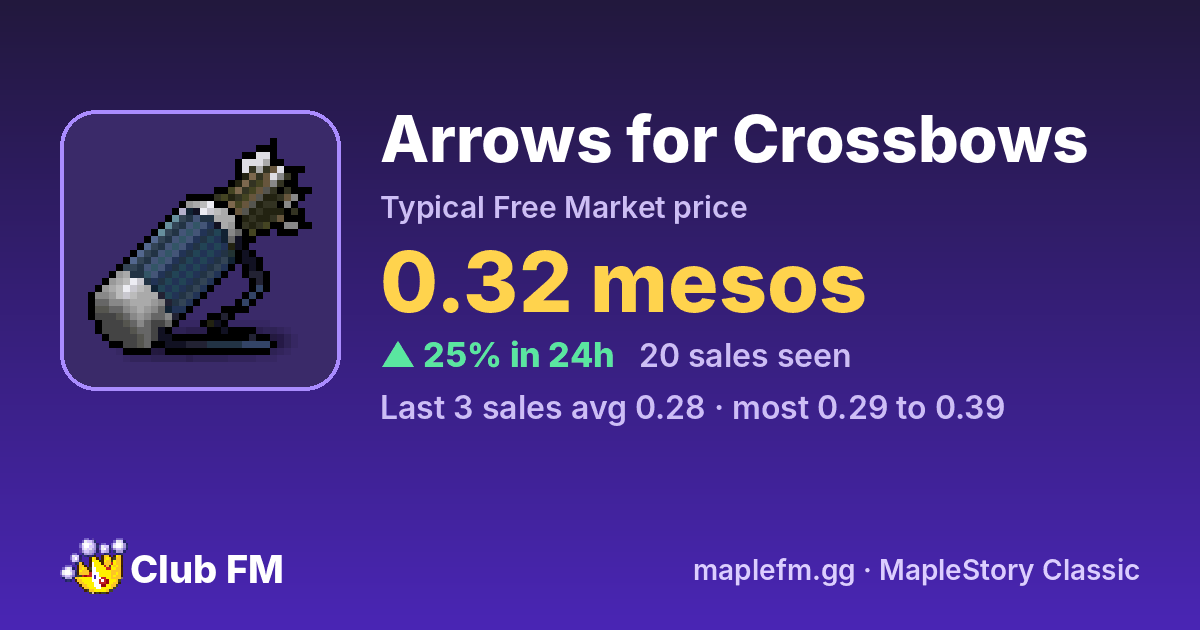 Arrows for Crossbows
Typical Free Market price
0.32 mesos
▲ 25% in 24h 20 sales seen
Last 3 sales avg 0.28 · most 0.29 to 0.39
Club FM
maplefm.gg · MapleStory Classic